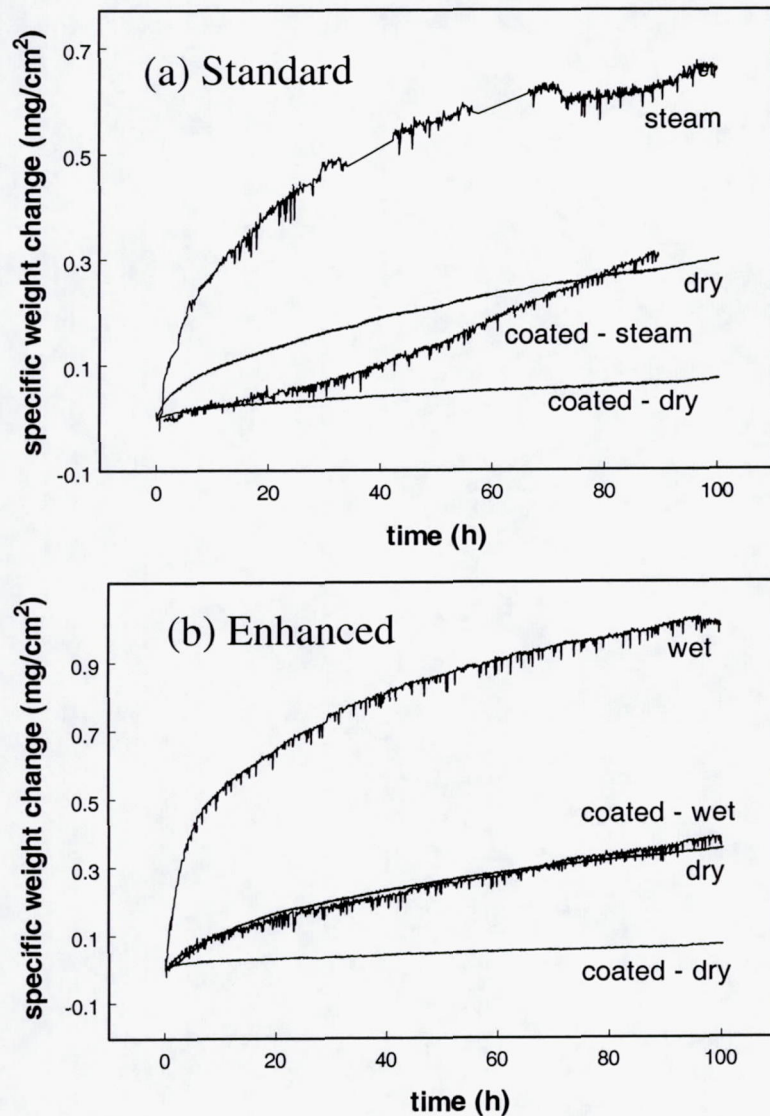 (a) Standard
specific weight change (mg/cm²)
0.7
0.5
0.3
0.1
-0.1
steam
dry
coated - steam
coated - dry
0 20 40 60 80 100
time (h)
(b) Enhanced
specific weight change (mg/cm²)
0.9
0.7
0.5
0.3
0.1
-0.1
wet
coated - wet
dry
coated - dry
0 20 40 60 80 100
time (h)